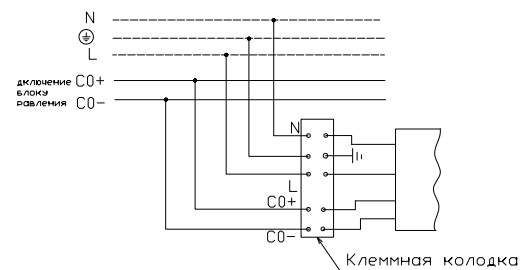 N
L
дключение CO+
блоку
равления CO-
N
L
CO+
CO-
Клеммная колодка